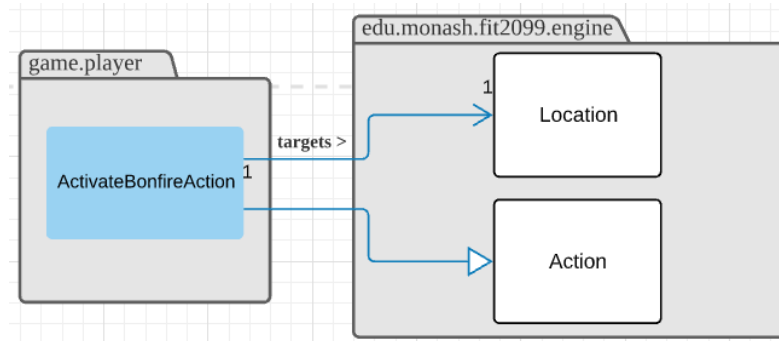 edu.monash.fit2099.engine
game.player
1
Location
targets >
ActivateBonfireAction
1
Action